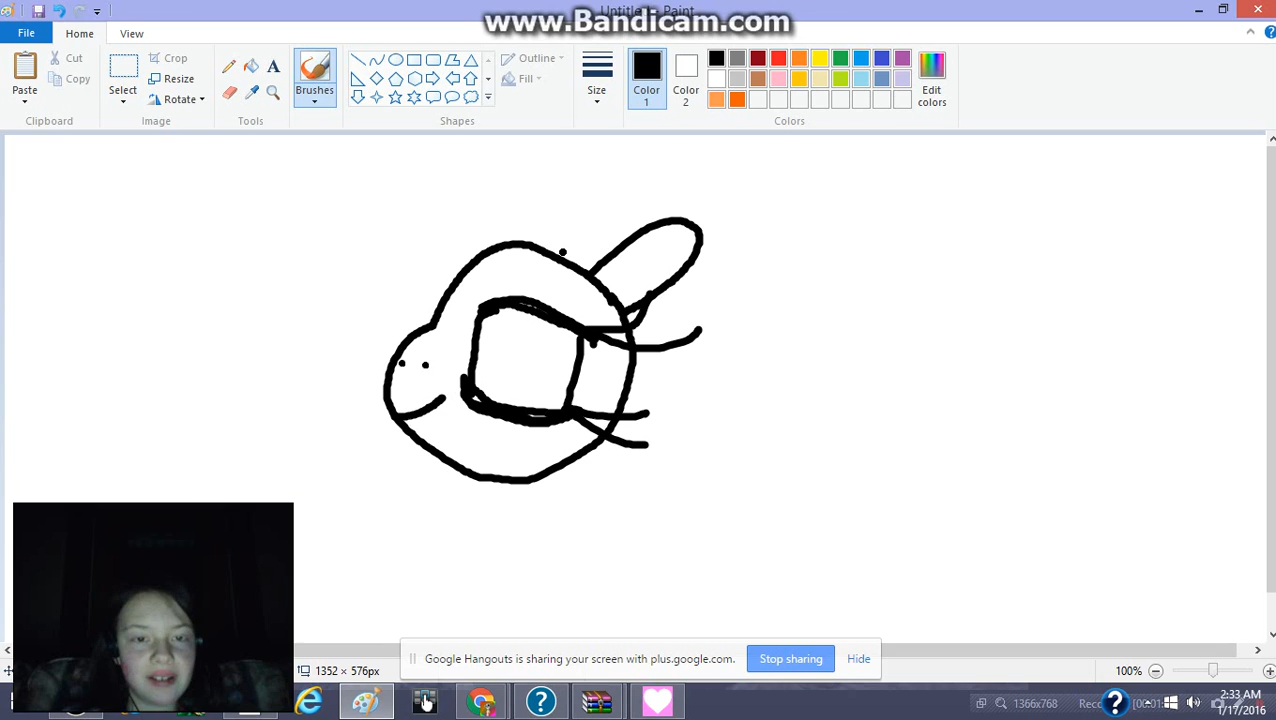 Untitled - Paint
www.Bandicam.com
File
Home
View
Paste
Cut
Copy
Clipboard
Select
Crop
Resize
Rotate
Image
A
Tools
Brushes
Outline
Fill
Shapes
Size
Color 1
Color 2
Edit colors
Colors
Google Hangouts is sharing your screen with plus.google.com.
Stop sharing
Hide
1352 × 576px
100%
1366x768
Recording
2:33 AM
1/17/2016